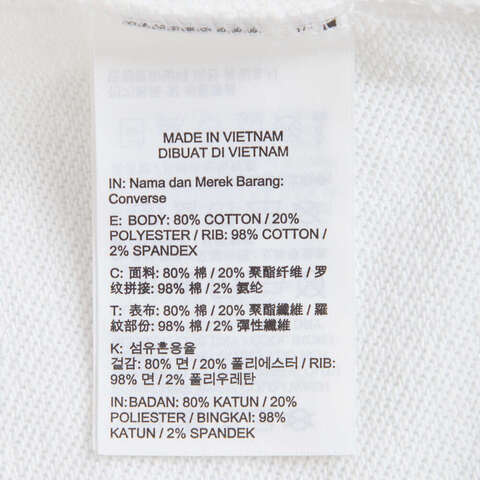 MADE IN VIETNAM
DIBUAT DI VIETNAM
IN: Nama dan Merek Barang:
Converse
E: BODY: 80% COTTON / 20%
POLYESTER / RIB: 98% COTTON /
2% SPANDEX
C: 面料: 80% 棉 / 20% 聚酯纤维 / 罗
纹拼接: 98% 棉 / 2% 氨纶
T: 表布: 80% 棉 / 20% 聚酯纖維 / 羅
紋部份: 98% 棉 / 2% 彈性纖維
K: 섬유혼용율
겉감: 80% 면 / 20% 폴리에스터 / RIB:
98% 면 / 2% 폴리우레탄
IN:BADAN: 80% KATUN / 20%
POLIESTER / BINGKAI: 98%
KATUN / 2% SPANDEK